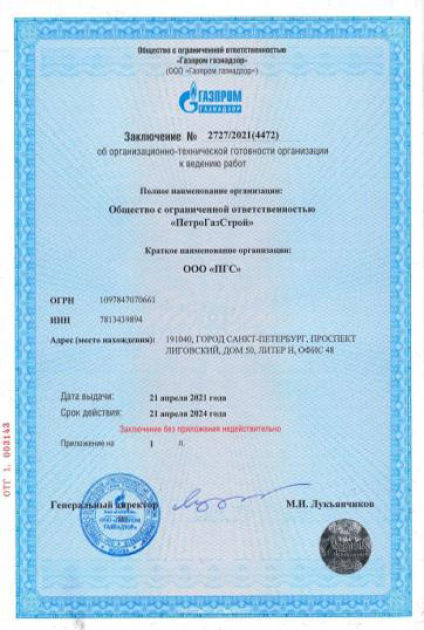 Общество с ограниченной ответственностью
«Газпром газнадзор»
(ООО «Газпром газнадзор»)
ГАЗПРОМ
ГАЗНАДЗОР
Заключение № 2727/2021(4472)
об организационно-технической готовности организации
к ведению работ
Полное наименование организации:
Общество с ограниченной ответственностью
«ПетроГазСтрой»
Краткое наименование организации:
ООО «ПГС»
ОГРН 1097847070661
ИНН 7813439894
Адрес (место нахождения): 191040, ГОРОД САНКТ-ПЕТЕРБУРГ, ПРОСПЕКТ
ЛИГОВСКИЙ, ДОМ 50, ЛИТЕР Н, ОФИС 48
Дата выдачи: 21 апреля 2021 года
Срок действия: 21 апреля 2024 года
Заключение без приложения недействительно
Приложение на 1 л.
ОТГ 1. 003143
Генеральный директор М.И. Лукьянчиков
ООО «ГАЗПРОМ
ГАЗНАДЗОР»